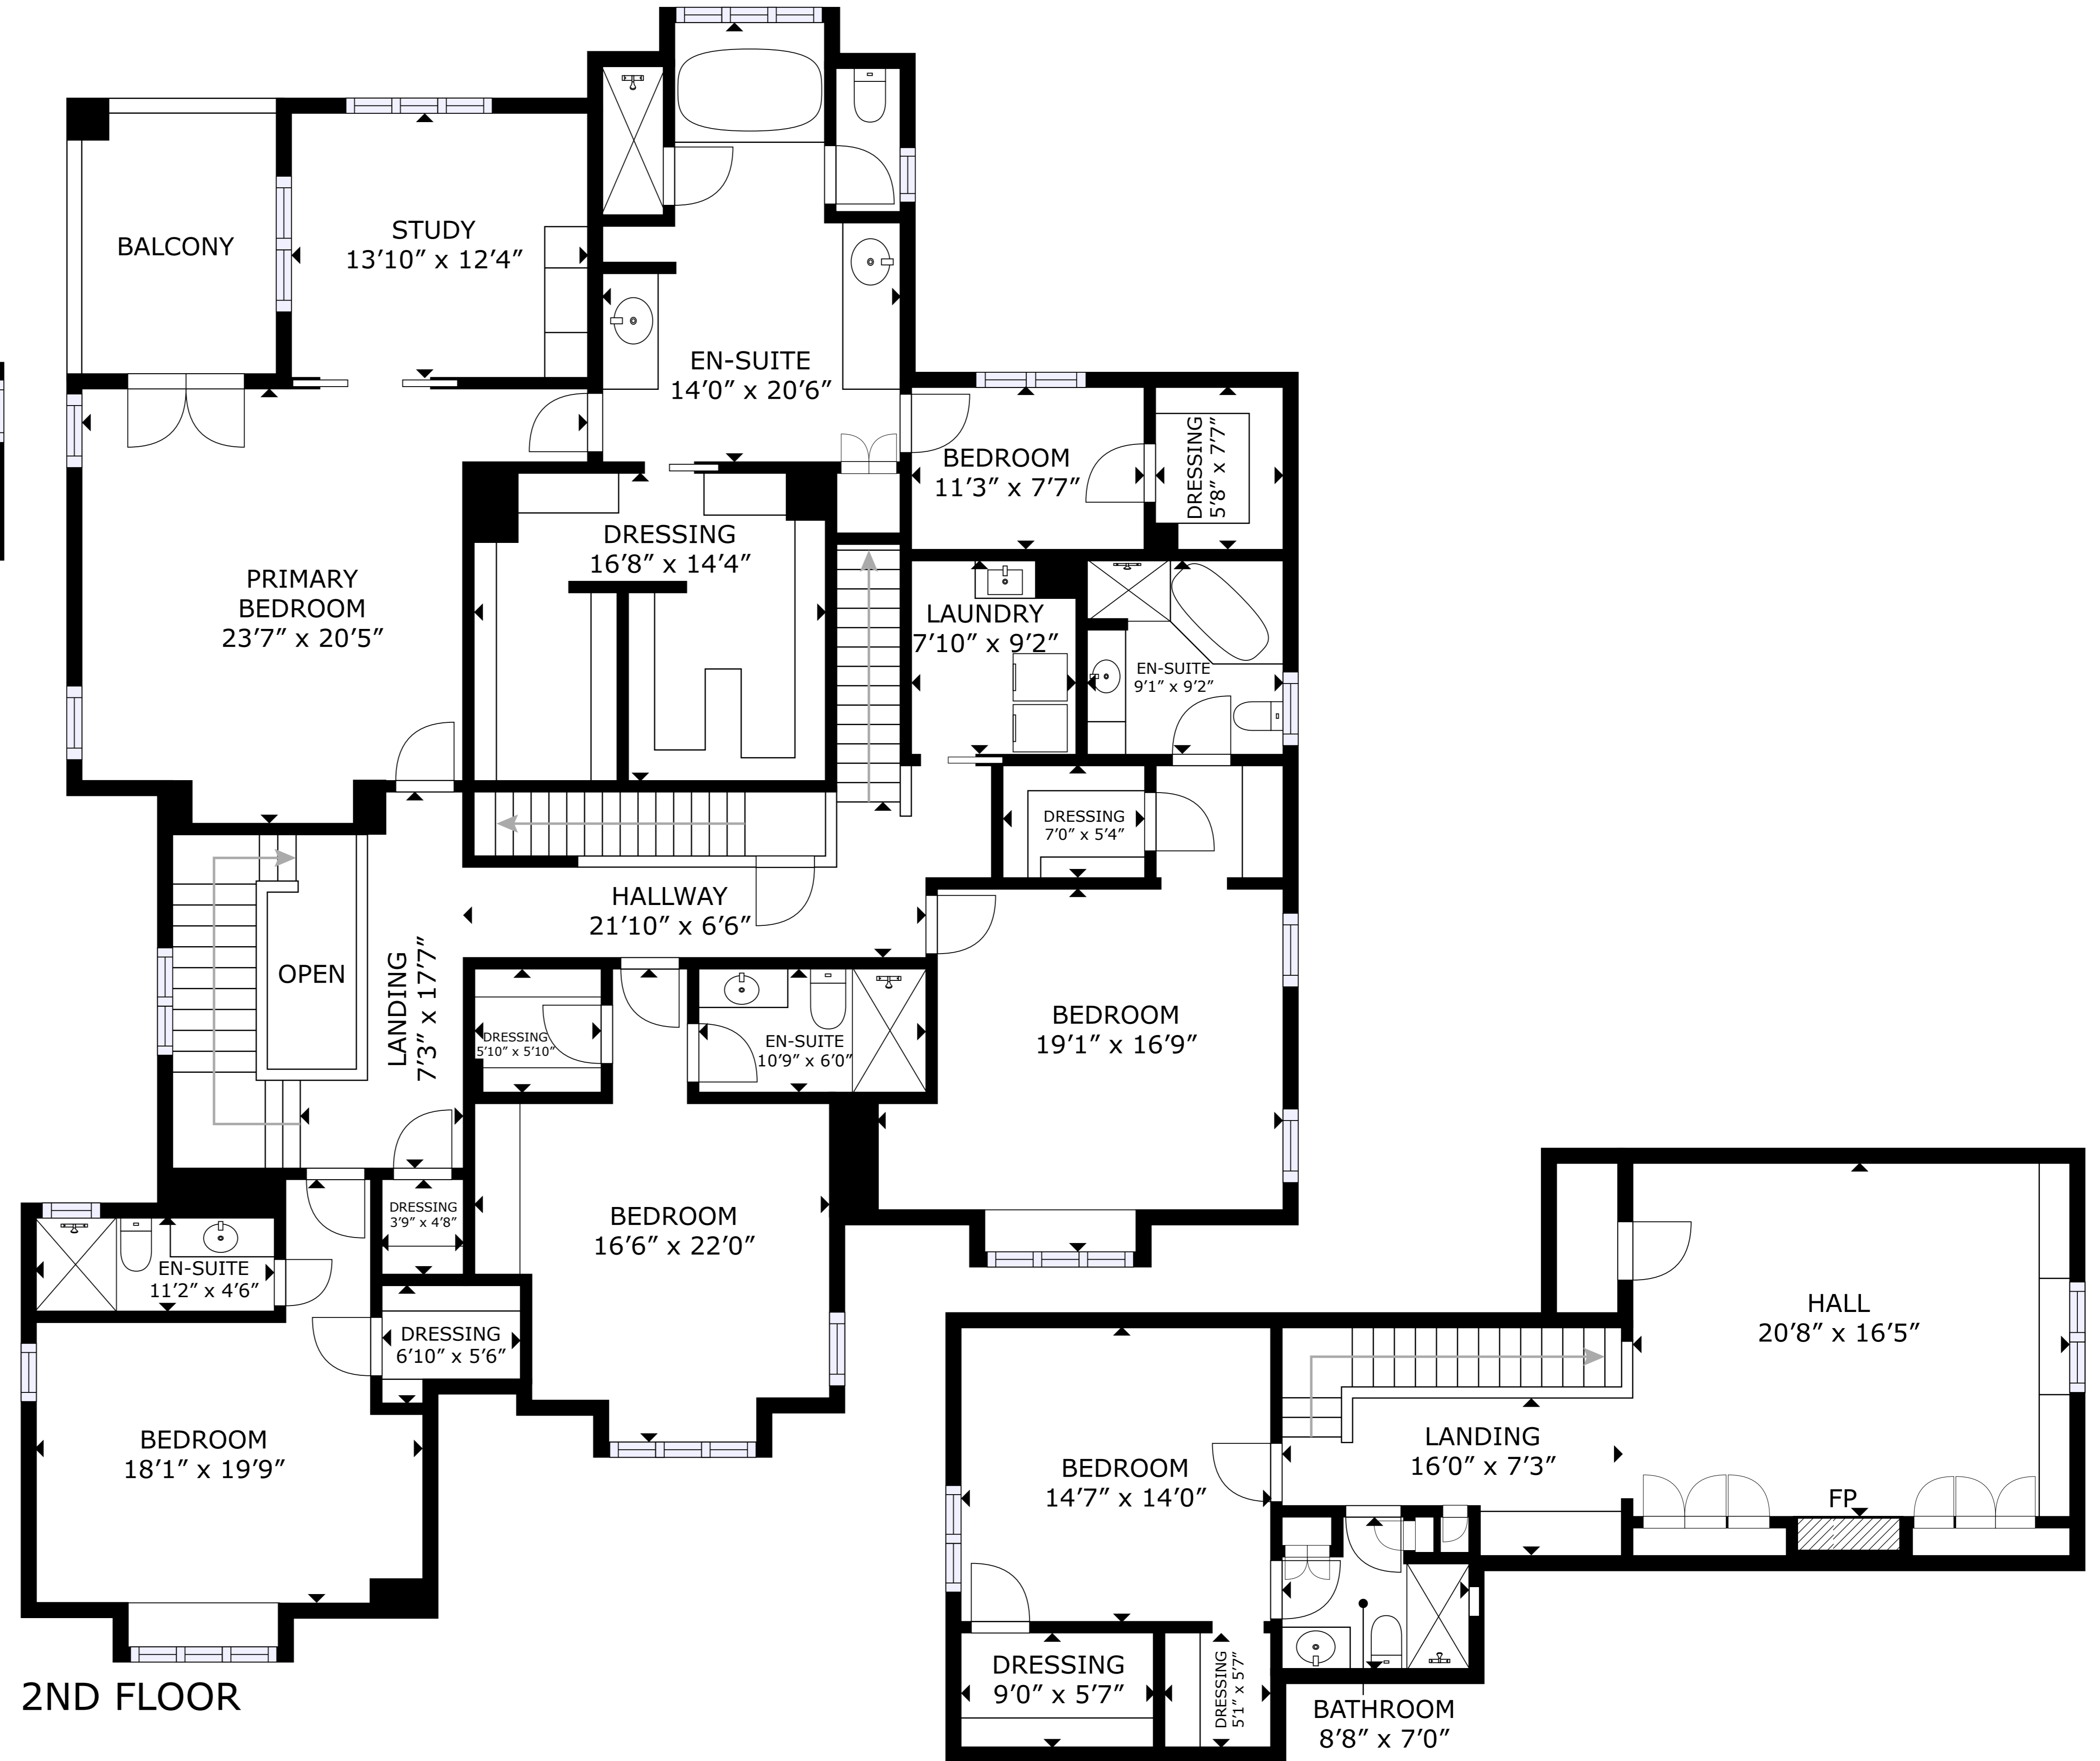 BALCONY
STUDY
13′10″ x 12′4″
EN-SUITE
14′0″ x 20′6″
BEDROOM
11′3″ x 7′7″
DRESSING
5′8″ x 7′7″
DRESSING
16′8″ x 14′4″
PRIMARY
BEDROOM
23′7″ x 20′5″
LAUNDRY
7′10″ x 9′2″
EN-SUITE
9′1″ x 9′2″
DRESSING
7′0″ x 5′4″
HALLWAY
21′10″ x 6′6″
OPEN
LANDING
7′3″ x 17′7″
DRESSING
5′10″ x 5′10″
EN-SUITE
10′9″ x 6′0″
BEDROOM
19′1″ x 16′9″
DRESSING
3′9″ x 4′8″
BEDROOM
16′6″ x 22′0″
EN-SUITE
11′2″ x 4′6″
DRESSING
6′10″ x 5′6″
BEDROOM
18′1″ x 19′9″
HALL
20′8″ x 16′5″
LANDING
16′0″ x 7′3″
BEDROOM
14′7″ x 14′0″
FP
DRESSING
9′0″ x 5′7″
DRESSING
5′1″ x 5′7″
BATHROOM
8′8″ x 7′0″
2ND FLOOR